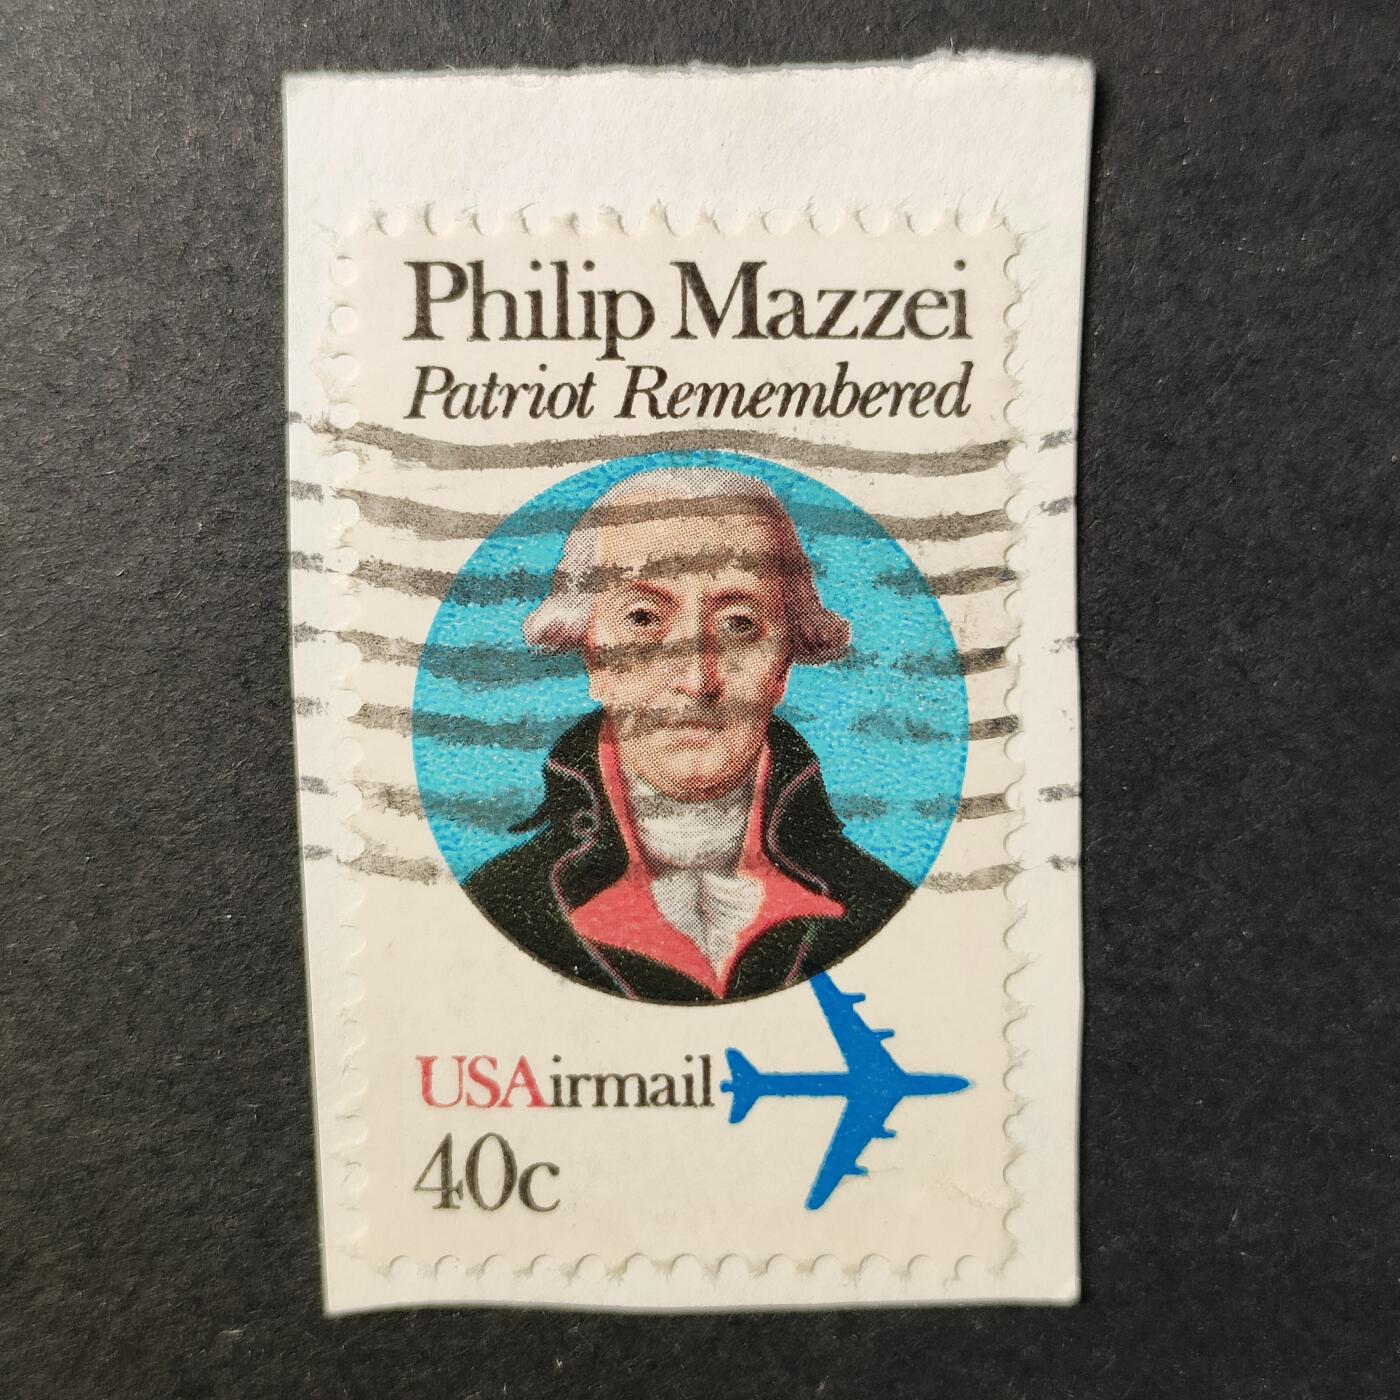 Philip Mazzei
Patriot Remembered
USAirmail
40c